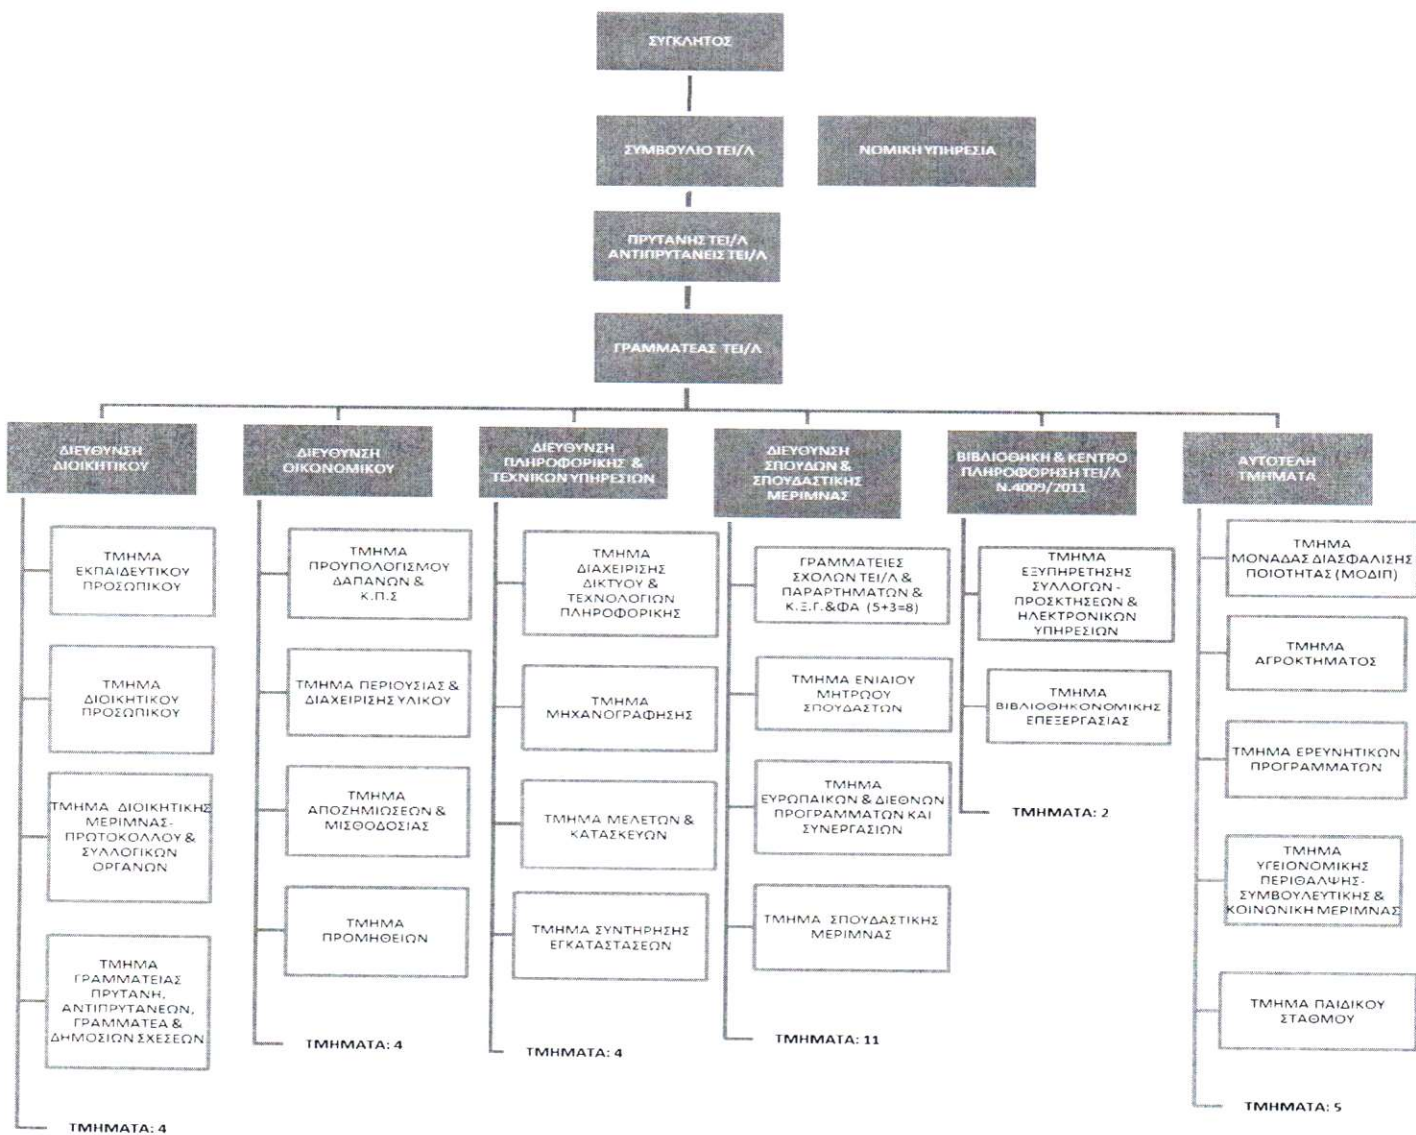 ΣΥΓΚΛΗΤΟΣ
ΣΥΜΒΟΥΛΙΟ ΤΕΙ/Λ
ΝΟΜΙΚΗ ΥΠΗΡΕΣΙΑ
ΠΡΥΤΑΝΗΣ ΤΕΙ/Λ
ΑΝΤΙΠΡΥΤΑΝΕΙΣ ΤΕΙ/Λ
ΓΡΑΜΜΑΤΕΑΣ ΤΕΙ/Λ
ΔΙΕΥΘΥΝΣΗ
ΔΙΟΙΚΗΤΙΚΟΥ
ΤΜΗΜΑ
ΕΚΠΑΙΔΕΥΤΙΚΟΥ
ΠΡΟΣΩΠΙΚΟΥ
ΤΜΗΜΑ
ΔΙΟΙΚΗΤΙΚΟΥ
ΠΡΟΣΩΠΙΚΟΥ
ΤΜΗΜΑ ΔΙΟΙΚΗΤΙΚΗΣ
ΜΕΡΙΜΝΑΣ-
ΠΡΩΤΟΚΟΛΛΟΥ &
ΣΥΛΛΟΓΙΚΩΝ
ΟΡΓΑΝΩΝ
ΤΜΗΜΑ
ΓΡΑΜΜΑΤΕΙΑΣ
ΠΡΥΤΑΝΗ,
ΑΝΤΙΠΡΥΤΑΝΕΩΝ,
ΓΡΑΜΜΑΤΕΑ &
ΔΗΜΟΣΙΩΝ ΣΧΕΣΕΩΝ
ΤΜΗΜΑΤΑ: 4
ΔΙΕΥΘΥΝΣΗ
ΟΙΚΟΝΟΜΙΚΟΥ
ΤΜΗΜΑ
ΠΡΟΥΠΟΛΟΓΙΣΜΟΥ
ΔΑΠΑΝΩΝ &
Κ.Π.Σ
ΤΜΗΜΑ ΠΕΡΙΟΥΣΙΑΣ &
ΔΙΑΧΕΙΡΙΣΗΣ ΥΛΙΚΟΥ
ΤΜΗΜΑ
ΑΠΟΖΗΜΙΩΣΕΩΝ &
ΜΙΣΘΟΔΟΣΙΑΣ
ΤΜΗΜΑ
ΠΡΟΜΗΘΕΙΩΝ
ΤΜΗΜΑΤΑ: 4
ΔΙΕΥΘΥΝΣΗ
ΠΛΗΡΟΦΟΡΙΚΗΣ &
ΤΕΧΝΙΚΩΝ ΥΠΗΡΕΣΙΩΝ
ΤΜΗΜΑ
ΔΙΑΧΕΙΡΙΣΗΣ
ΔΙΚΤΥΟΥ &
ΤΕΧΝΟΛΟΓΙΩΝ
ΠΛΗΡΟΦΟΡΙΚΗΣ
ΤΜΗΜΑ
ΜΗΧΑΝΟΓΡΑΦΗΣΗΣ
ΤΜΗΜΑ ΜΕΛΕΤΩΝ &
ΚΑΤΑΣΚΕΥΩΝ
ΤΜΗΜΑ ΣΥΝΤΗΡΗΣΗΣ
ΕΓΚΑΤΑΣΤΑΣΕΩΝ
ΤΜΗΜΑΤΑ: 4
ΔΙΕΥΘΥΝΣΗ
ΣΠΟΥΔΩΝ &
ΣΠΟΥΔΑΣΤΙΚΗΣ
ΜΕΡΙΜΝΑΣ
ΓΡΑΜΜΑΤΕΙΕΣ
ΣΧΟΛΩΝ ΤΕΙ/Λ &
ΠΑΡΑΡΤΗΜΑΤΩΝ &
Κ.Ξ.Γ.&ΦΑ (5+3=8)
ΤΜΗΜΑ ΕΝΙΑΙΟΥ
ΜΗΤΡΩΟΥ
ΣΠΟΥΔΑΣΤΩΝ
ΤΜΗΜΑ
ΕΥΡΩΠΑΙΚΩΝ & ΔΙΕΘΝΩΝ
ΠΡΟΓΡΑΜΜΑΤΩΝ ΚΑΙ
ΣΥΝΕΡΓΑΣΙΩΝ
ΤΜΗΜΑ ΣΠΟΥΔΑΣΤΙΚΗΣ
ΜΕΡΙΜΝΑΣ
ΤΜΗΜΑΤΑ: 11
ΒΙΒΛΙΟΘΗΚΗ & ΚΕΝΤΡΟ
ΠΛΗΡΟΦΟΡΗΣΗ ΤΕΙ/Λ
Ν.4009/2011
ΤΜΗΜΑ
ΕΞΥΠΗΡΕΤΗΣΗΣ
ΣΥΛΛΟΓΩΝ -
ΠΡΟΣΚΤΗΣΕΩΝ &
ΗΛΕΚΤΡΟΝΙΚΩΝ
ΥΠΗΡΕΣΙΩΝ
ΤΜΗΜΑ
ΒΙΒΛΙΟΘΗΚΟΝΟΜΙΚΗΣ
ΕΠΕΞΕΡΓΑΣΙΑΣ
ΤΜΗΜΑΤΑ: 2
ΑΥΤΟΤΕΛΗ
ΤΜΗΜΑΤΑ
ΤΜΗΜΑ
ΜΟΝΑΔΑΣ ΔΙΑΣΦΑΛΙΣΗΣ
ΠΟΙΟΤΗΤΑΣ (ΜΟΔΙΠ)
ΤΜΗΜΑ
ΑΓΡΟΚΤΗΜΑΤΟΣ
ΤΜΗΜΑ ΕΡΕΥΝΗΤΙΚΩΝ
ΠΡΟΓΡΑΜΜΑΤΩΝ
ΤΜΗΜΑ
ΥΓΕΙΟΝΟΜΙΚΗΣ
ΠΕΡΙΘΑΛΨΗΣ-
ΣΥΜΒΟΥΛΕΥΤΙΚΗΣ &
ΚΟΙΝΩΝΙΚΗ ΜΕΡΙΜΝΑΣ
ΤΜΗΜΑ ΠΑΙΔΙΚΟΥ
ΣΤΑΘΜΟΥ
ΤΜΗΜΑΤΑ: 5